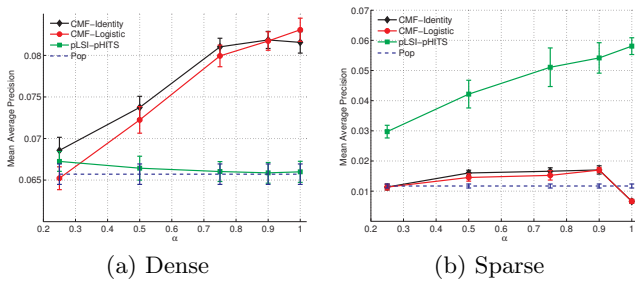 CMF-Identity
CMF-Logistic
pLSI-pHITS
Pop
0.08
0.075
0.07
0.065
Mean Average Precision
0.2 0.3 0.4 0.5 0.6 0.7 0.8 0.9 1
α
(a) Dense
0.07
0.06
0.05
0.04
0.03
0.02
0.01
Mean Average Precision
CMF-Identity
CMF-Logistic
pLSI-pHITS
Pop
0.2 0.3 0.4 0.5 0.6 0.7 0.8 0.9 1
α
(b) Sparse